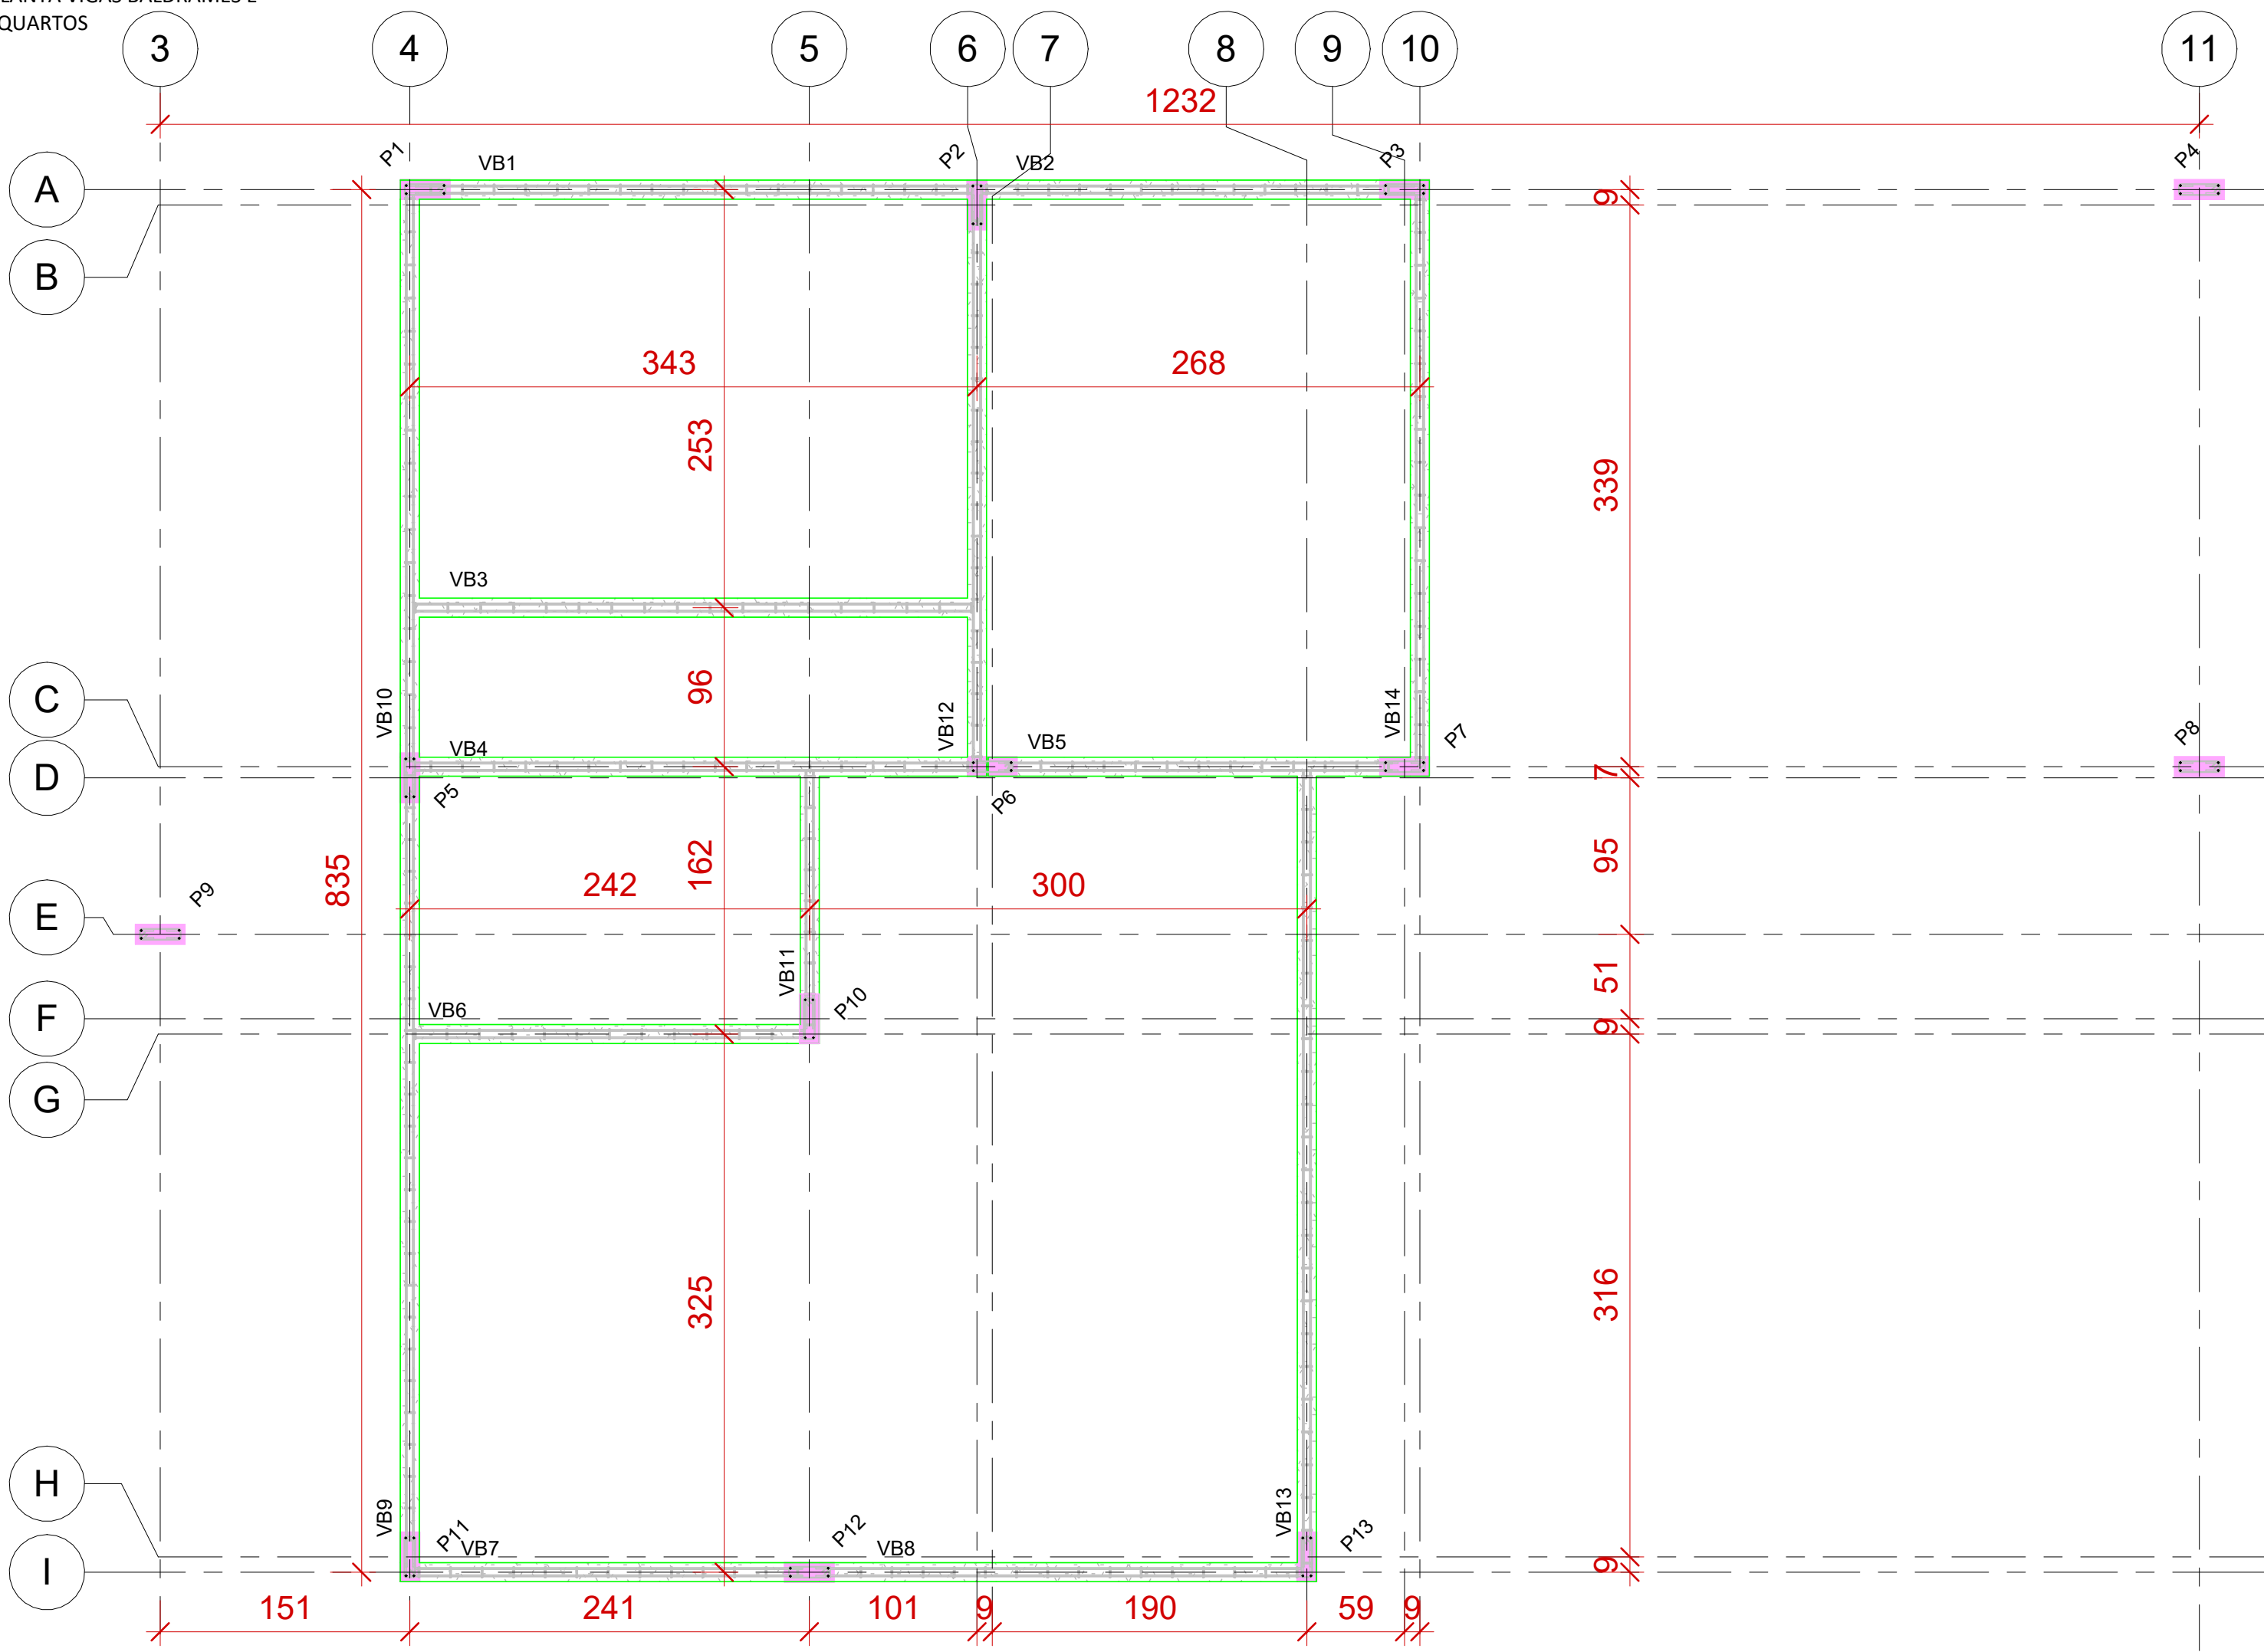 QUARTOS
3
4
5
6
7
8
9
10
11
1232
P1
VB1
P2
VB2
P3
P4
A
B
9
343
268
253
339
VB3
C
D
96
VB10
VB12
VB14
P7
P8
VB4
VB5
7
P5
P6
835
162
95
242
300
E
P9
VB11
P10
51
F
VB6
9
G
325
316
H
I
VB9
P11
VB7
P12
VB8
VB13
P13
9
151
241
101
9
190
59
9